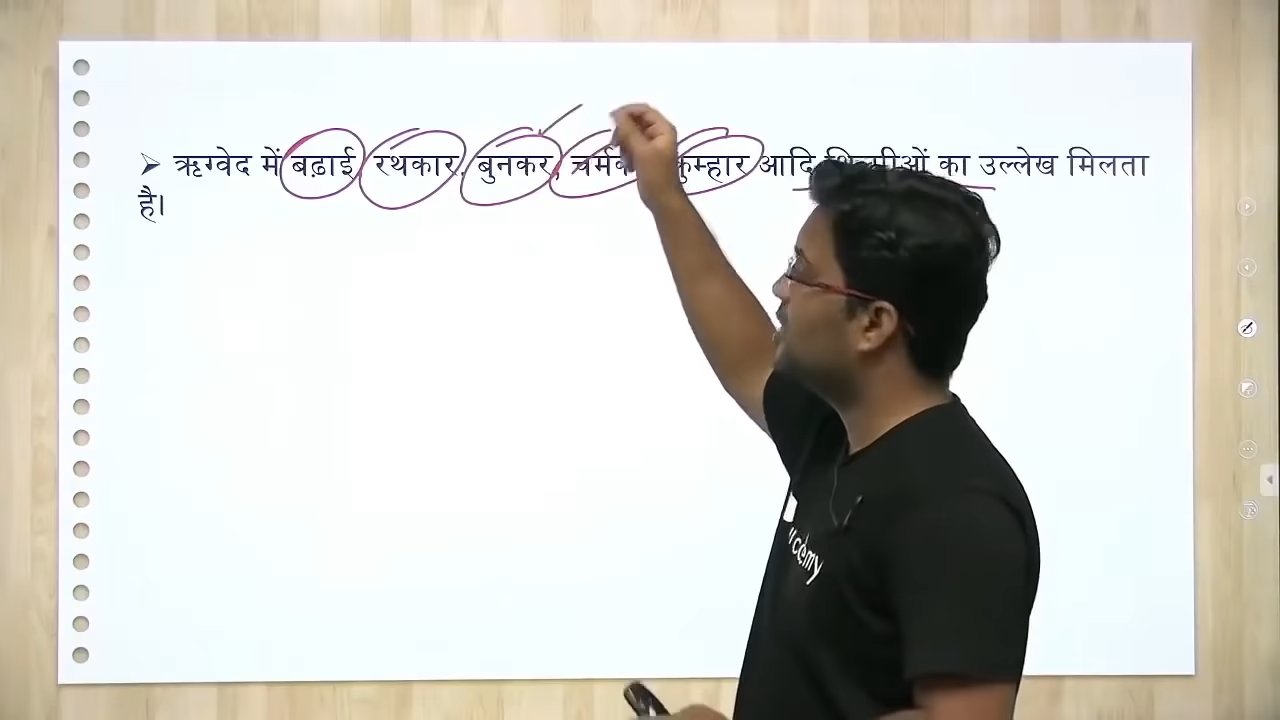 ➢ ऋग्वेद में बढ़ाई रथकार, बुनकर, कुम्हार आदि का उल्लेख मिलता
है।